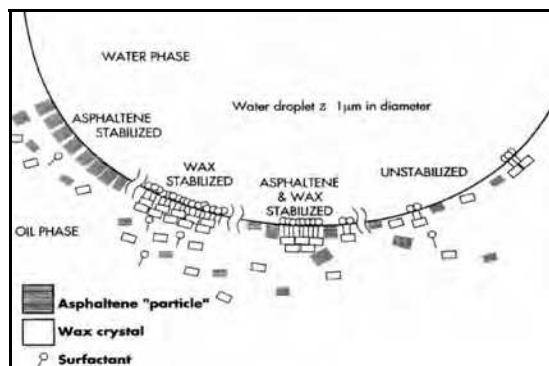 WATER PHASE
Water droplet ≥ 1µm in diameter
ASPHALTENE
STABILIZED
WAX
STABILIZED
ASPHALTENE
& WAX
STABILIZED
UNSTABILIZED
OIL PHASE
Asphaltene "particle"
Wax crystal
Surfactant